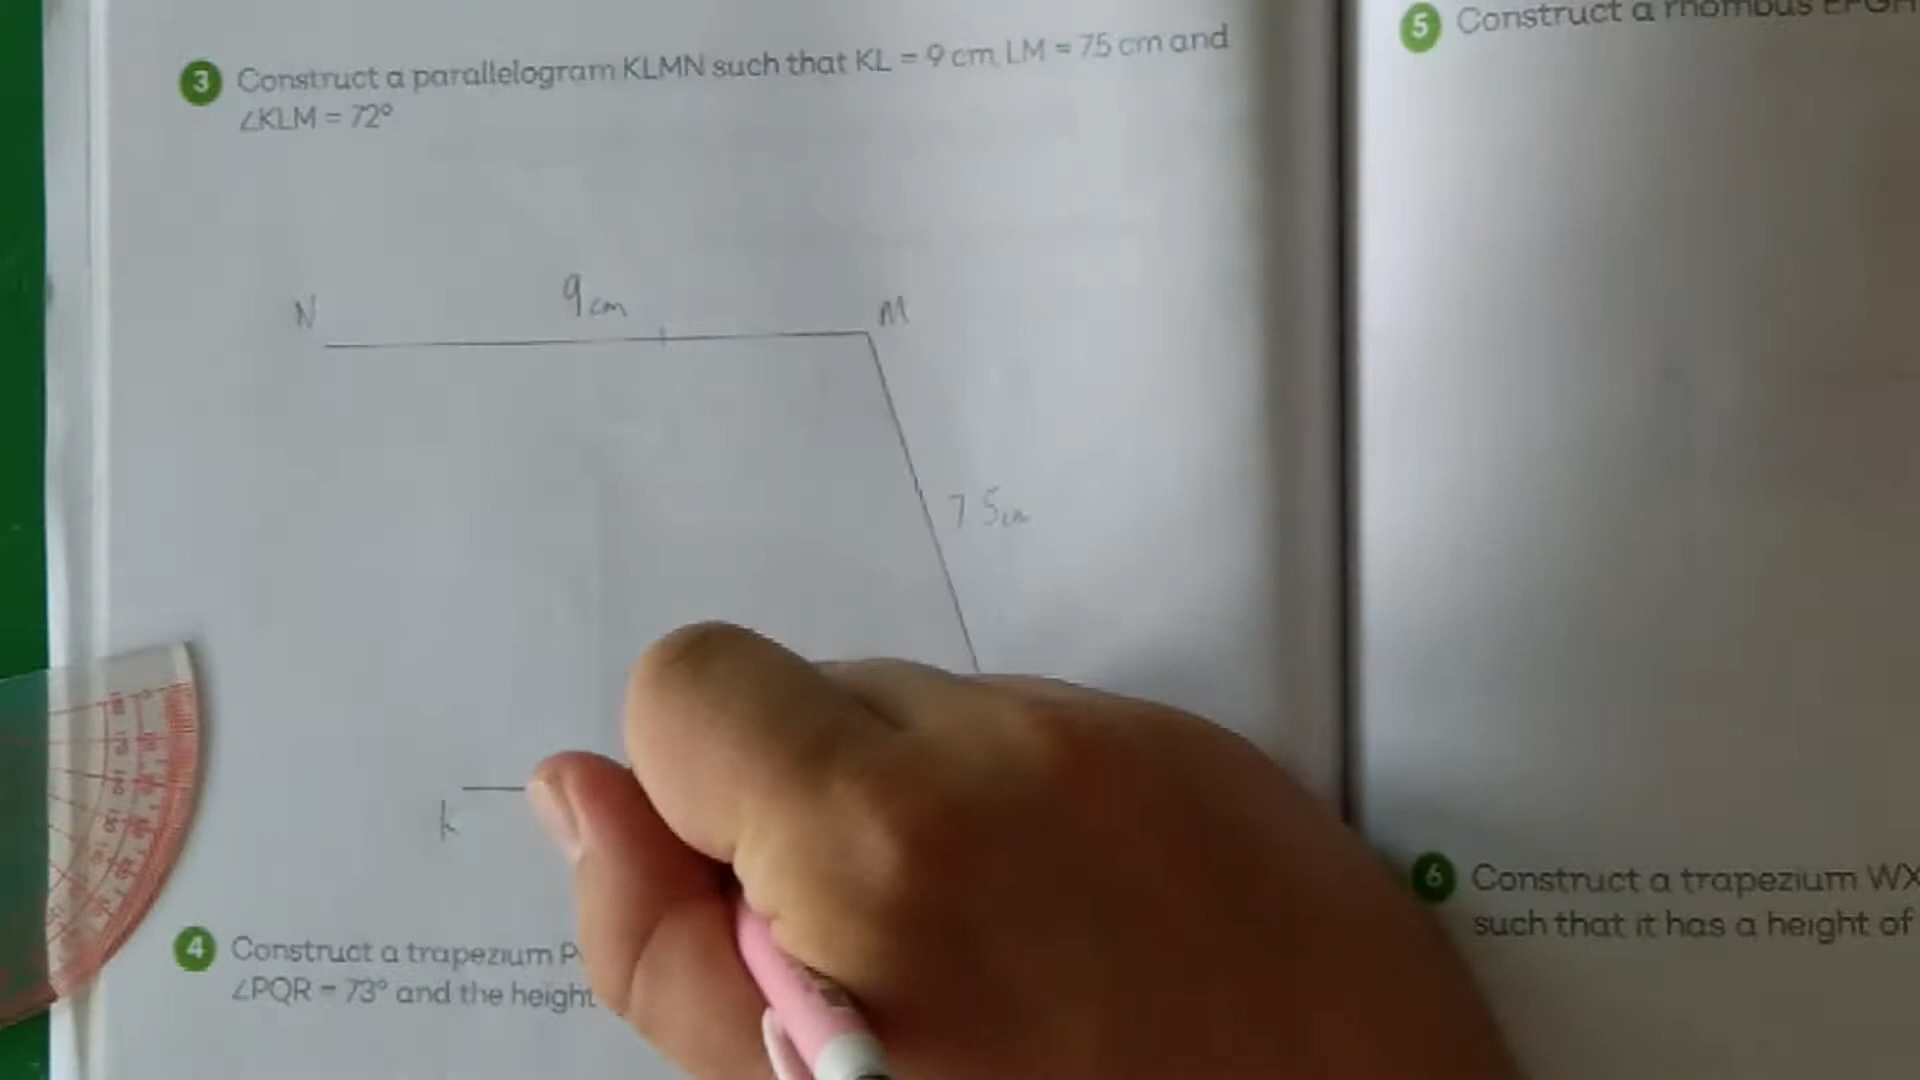 3 Construct a parallelogram KLMN such that KL = 9 cm, LM = 7.5 cm and
∠KLM = 72°
N
9 cm
M
7.5 cm
K
4 Construct a trapezium
∠PQR = 73° and the height
5 Construct a rhombus EFGH
6 Construct a trapezium WX
such that it has a height of